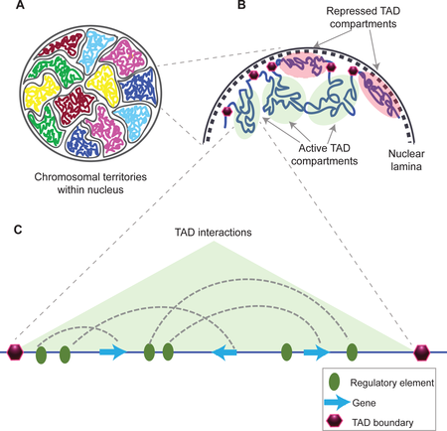 A
Chromosomal territories
within nucleus
B
Repressed TAD
compartments
Active TAD
compartments
Nuclear
lamina
C
TAD interactions
Regulatory element
Gene
TAD boundary